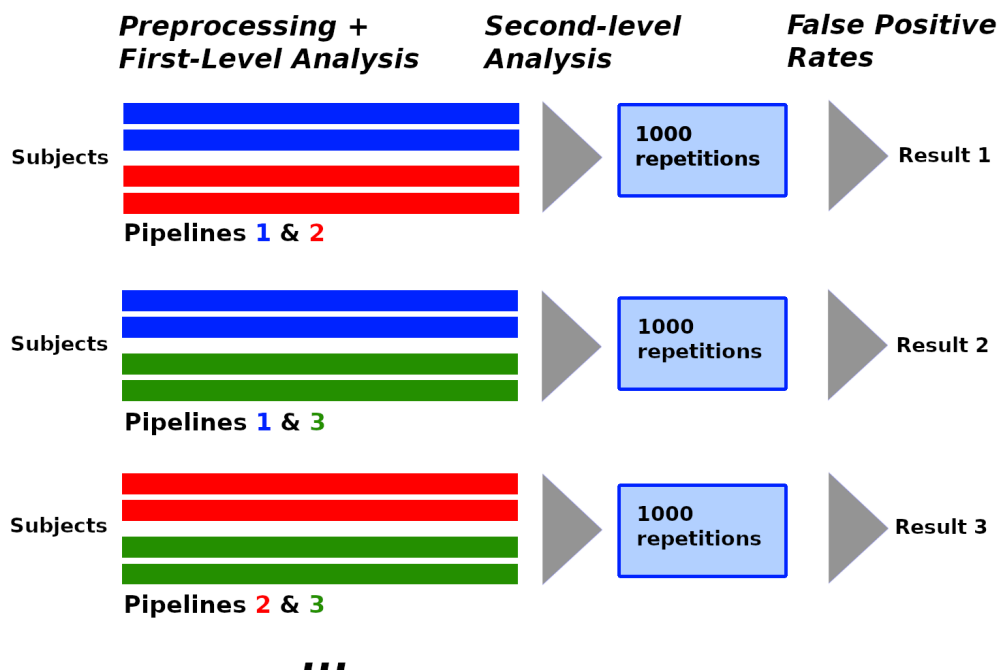 Preprocessing +
First-Level Analysis
Second-level
Analysis
False Positive
Rates
Subjects
1000
repetitions
Result 1
Pipelines 1 & 2
Subjects
1000
repetitions
Result 2
Pipelines 1 & 3
Subjects
1000
repetitions
Result 3
Pipelines 2 & 3
...